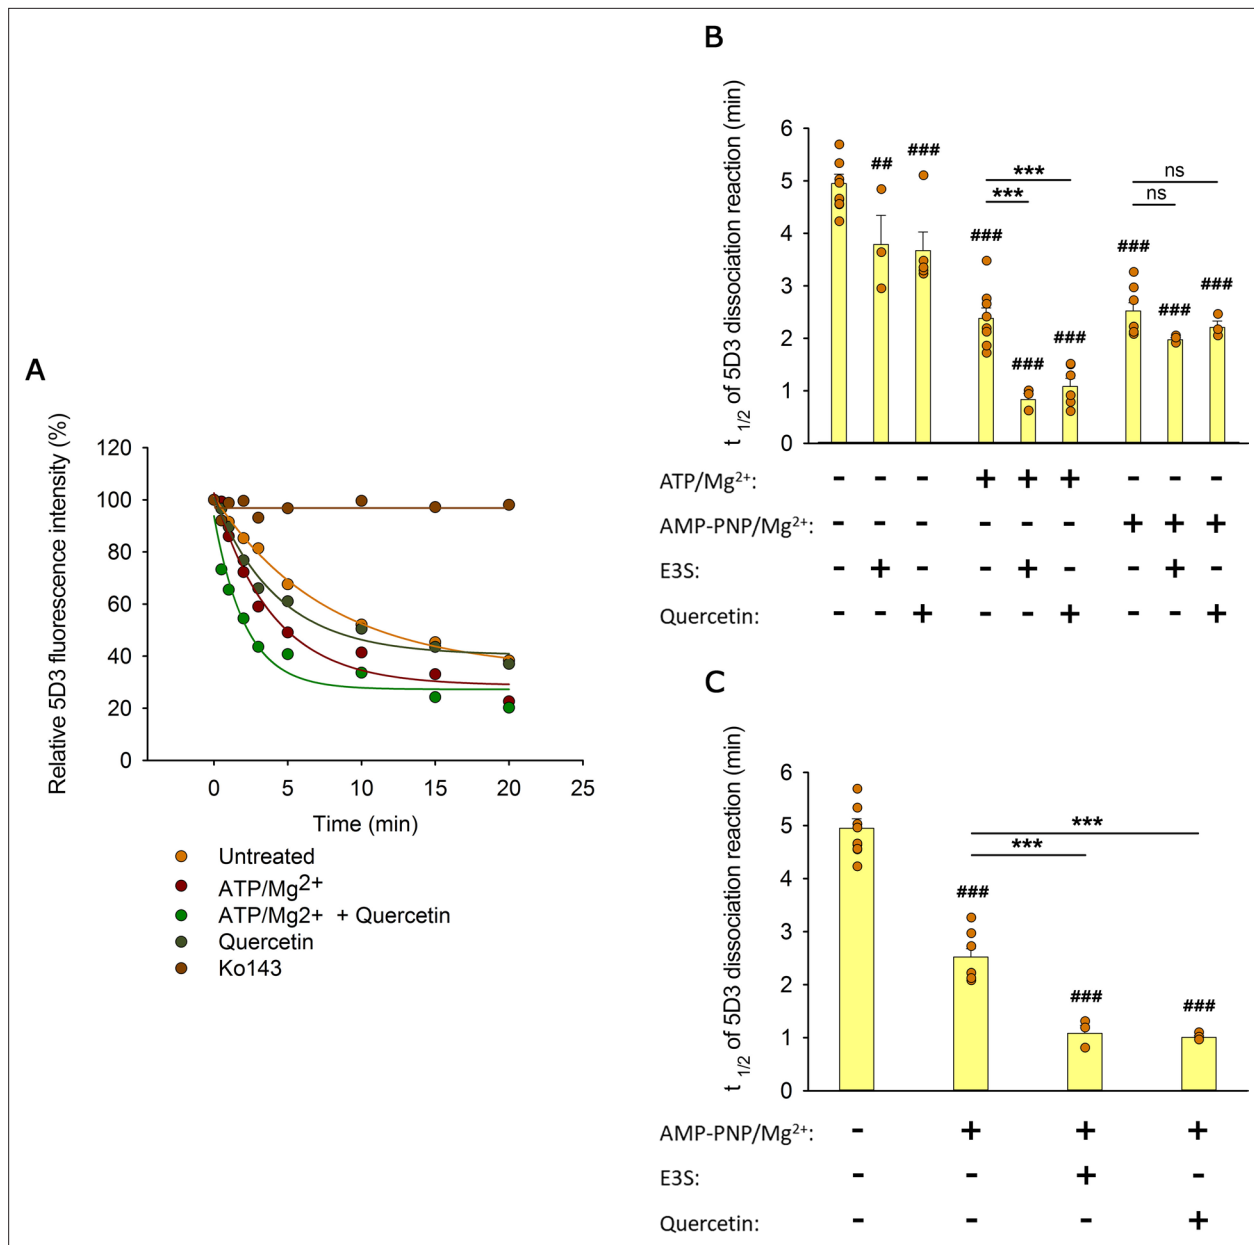 A
Relative 5D3 fluorescence intensity (%)
120
100
80
60
40
20
0
0 5 10 15 20 25
Time (min)
Untreated
ATP/Mg2+
ATP/Mg2+ + Quercetin
Quercetin
Ko143
B
t 1/2 of 5D3 dissociation reaction (min)
6
5
4
3
2
1
0
## ### ### *** *** ### ### ### ns ns ### ###
ATP/Mg2+: - - - + + + - - -
AMP-PNP/Mg2+: - - - - - - + + +
E3S: - + - - + - - + -
Quercetin: - - + - - + - - +
C
t 1/2 of 5D3 dissociation reaction (min)
6
5
4
3
2
1
0
### *** *** ### ###
AMP-PNP/Mg2+: - + + +
E3S: - - + -
Quercetin: - - - +